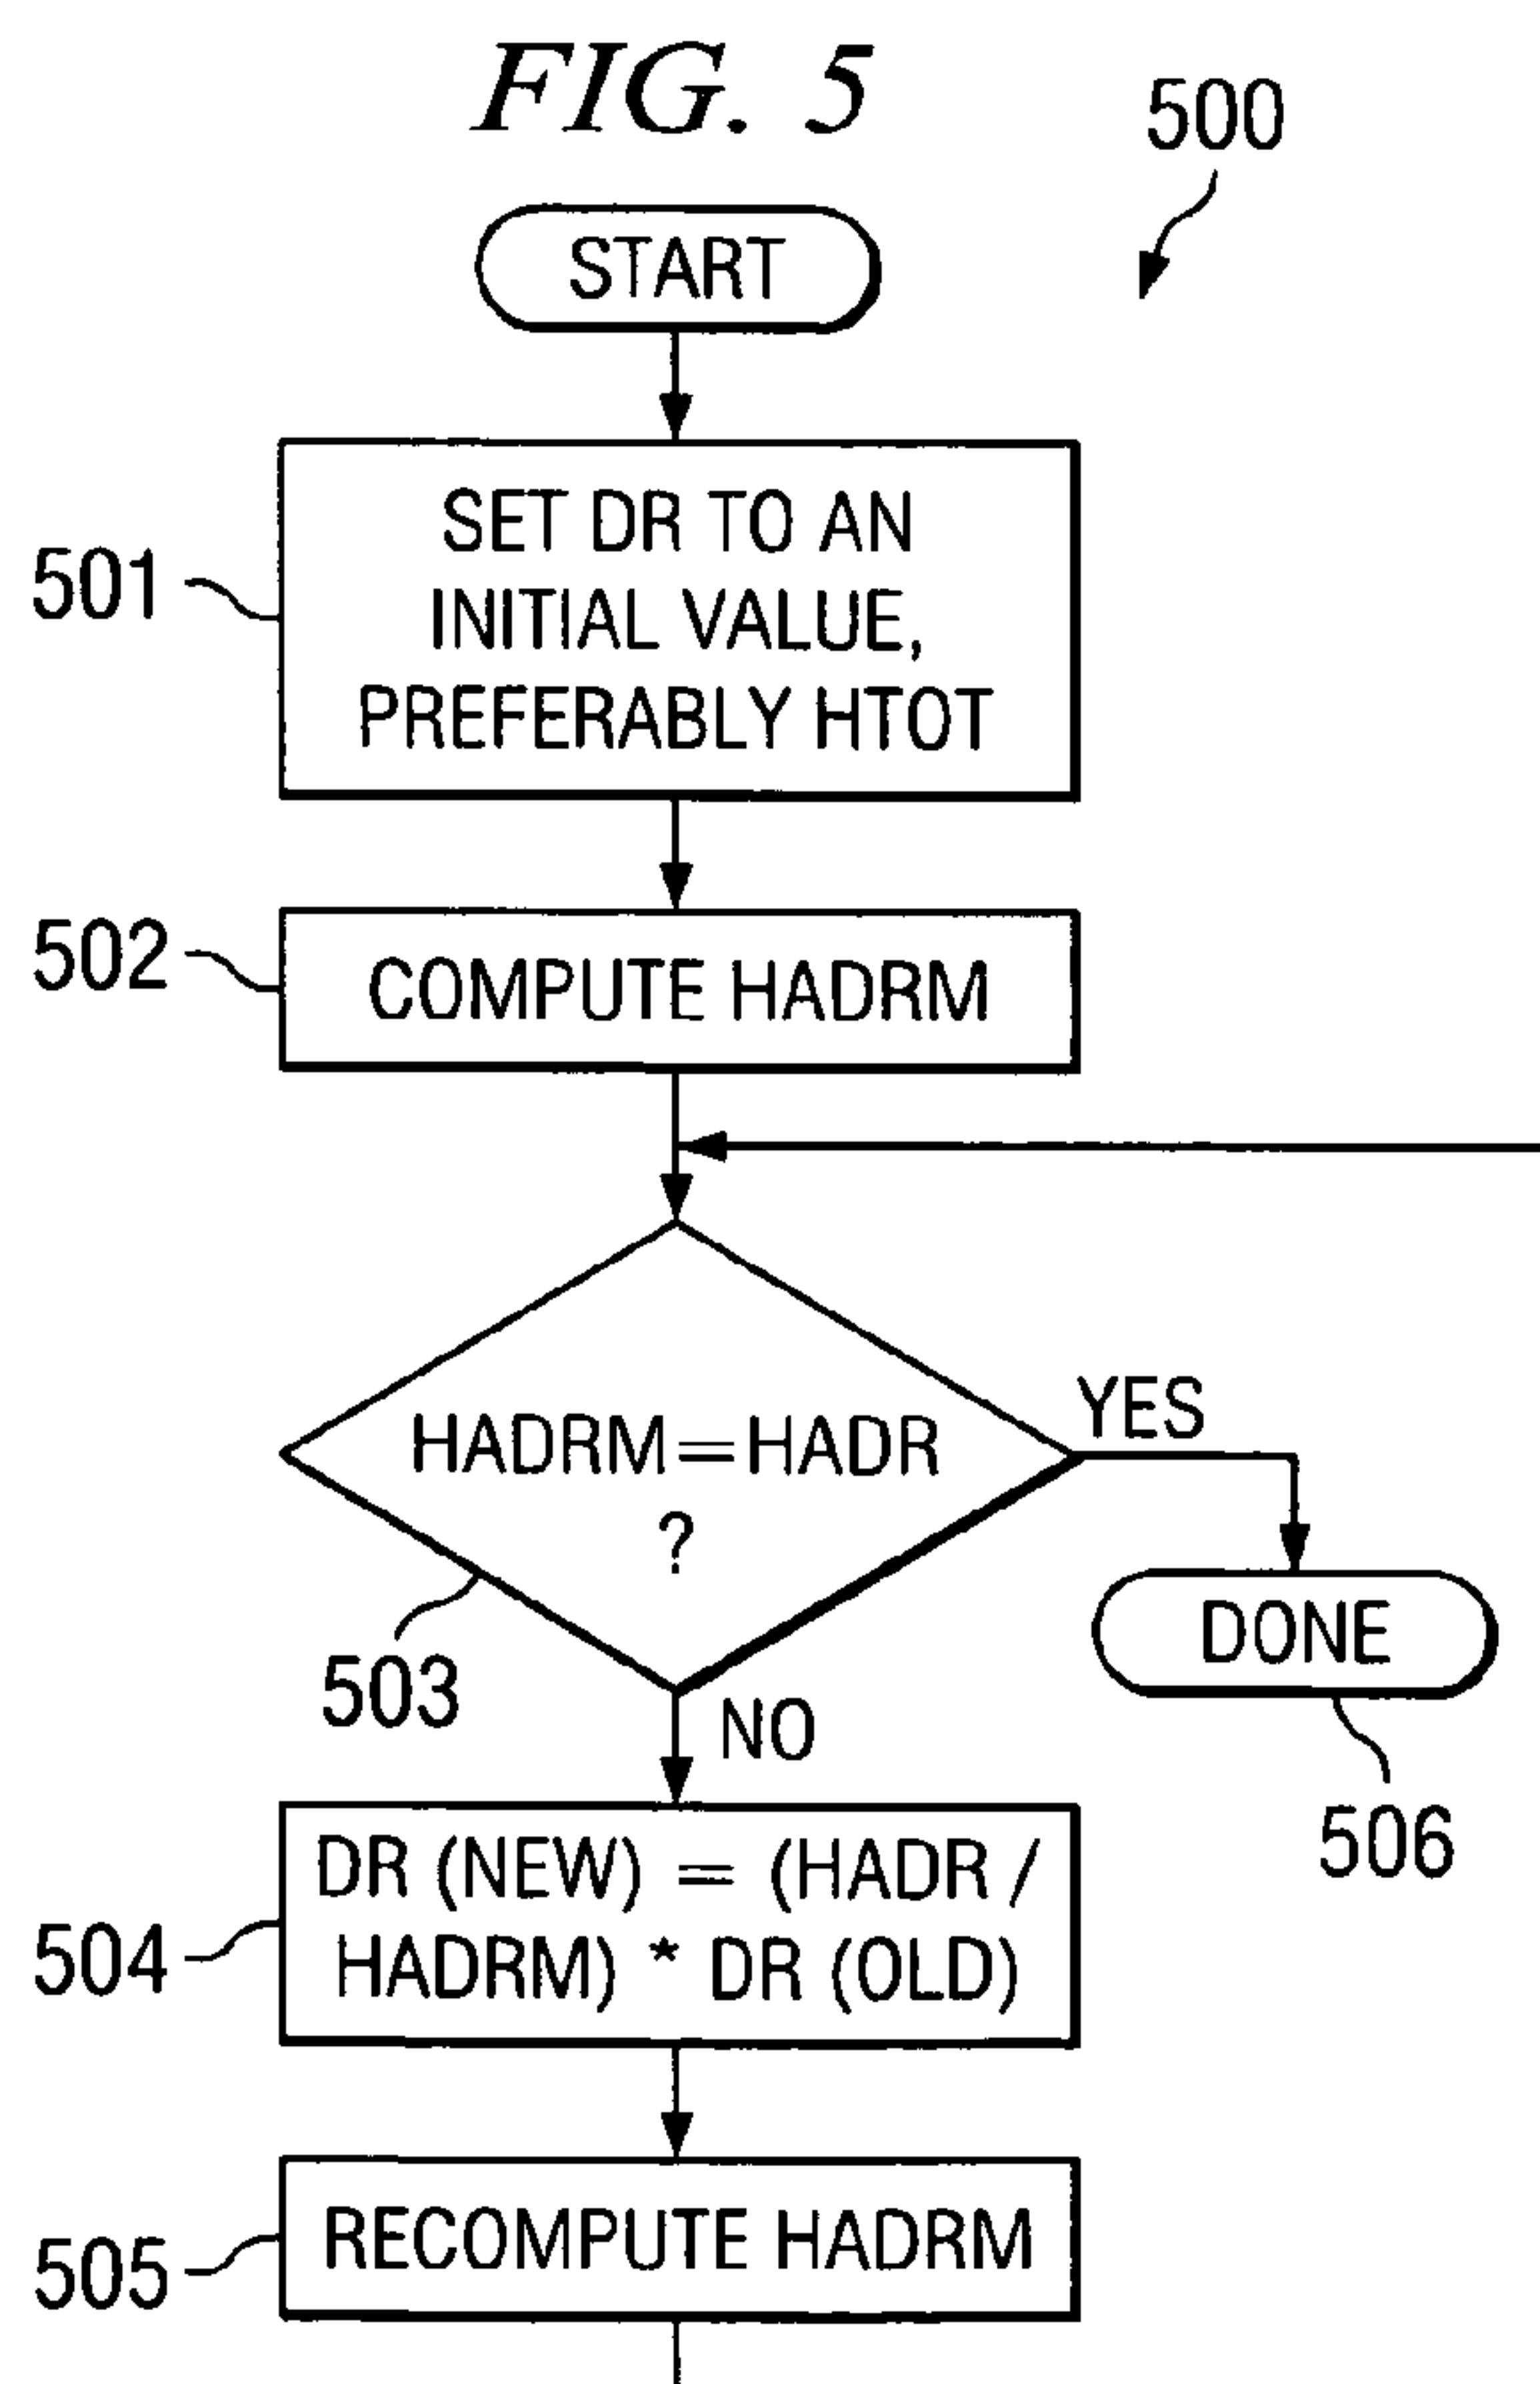 FIG. 5
500
START
501
SET DR TO AN
INITIAL VALUE,
PREFERABLY HTOT
502
COMPUTE HADRM
HADRM=HADR
?
YES
DONE
503
NO
506
504
DR (NEW) = (HADR /
HADRM) * DR (OLD)
505
RECOMPUTE HADRM